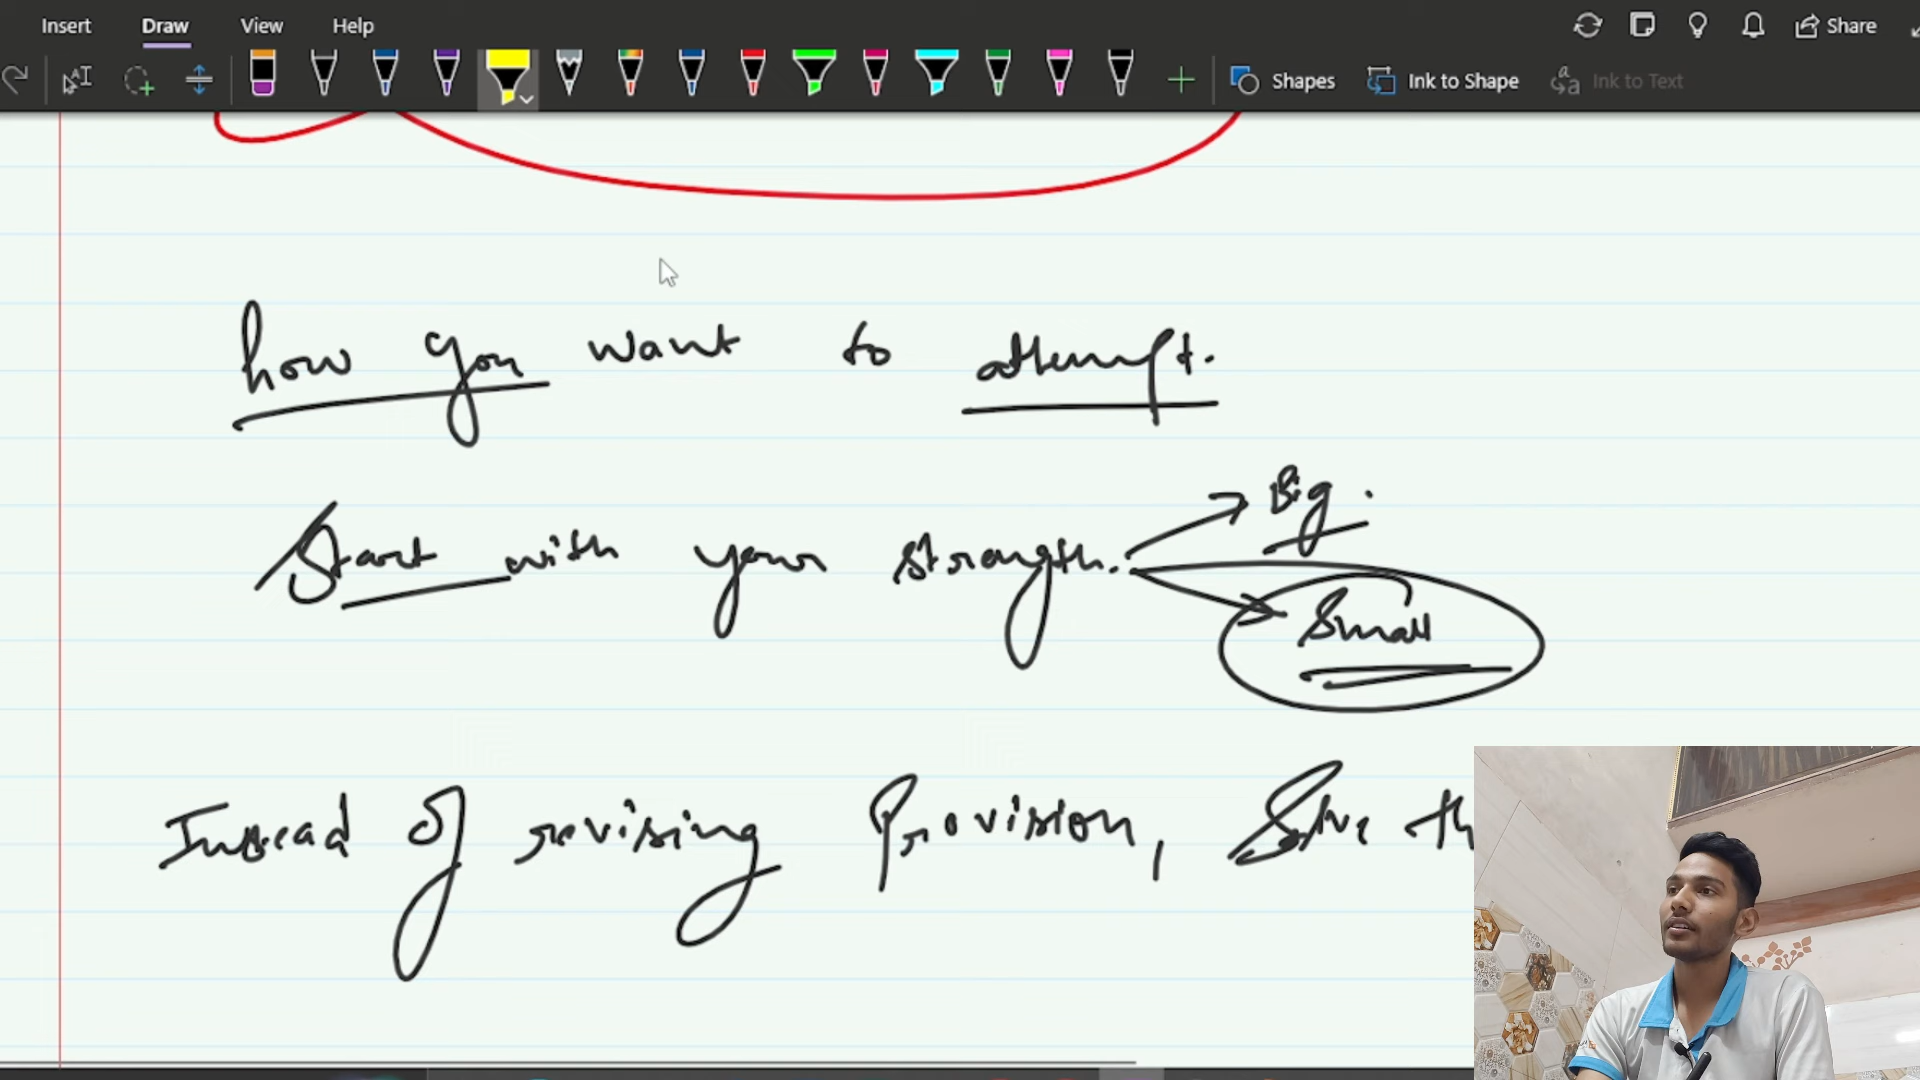 Insert Draw View Help Share
Shapes Ink to Shape Ink to Text
how you want to attempt.
Start with your strength. Big.
Small
Instead of revising Provision, Solve th